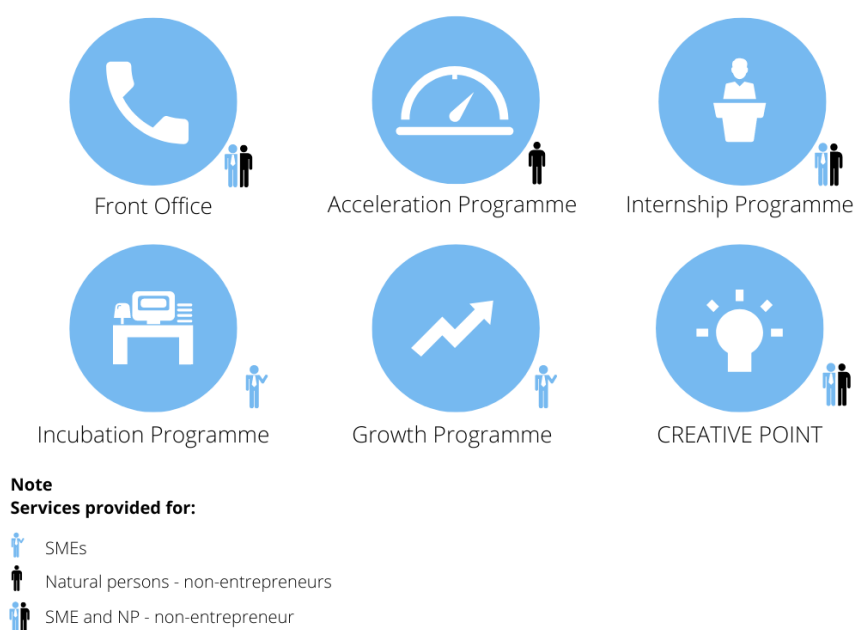 Front Office
Acceleration Programme
Internship Programme
Incubation Programme
Growth Programme
CREATIVE POINT
Note
Services provided for:
SMEs
Natural persons - non-entrepreneurs
SME and NP - non-entrepreneur